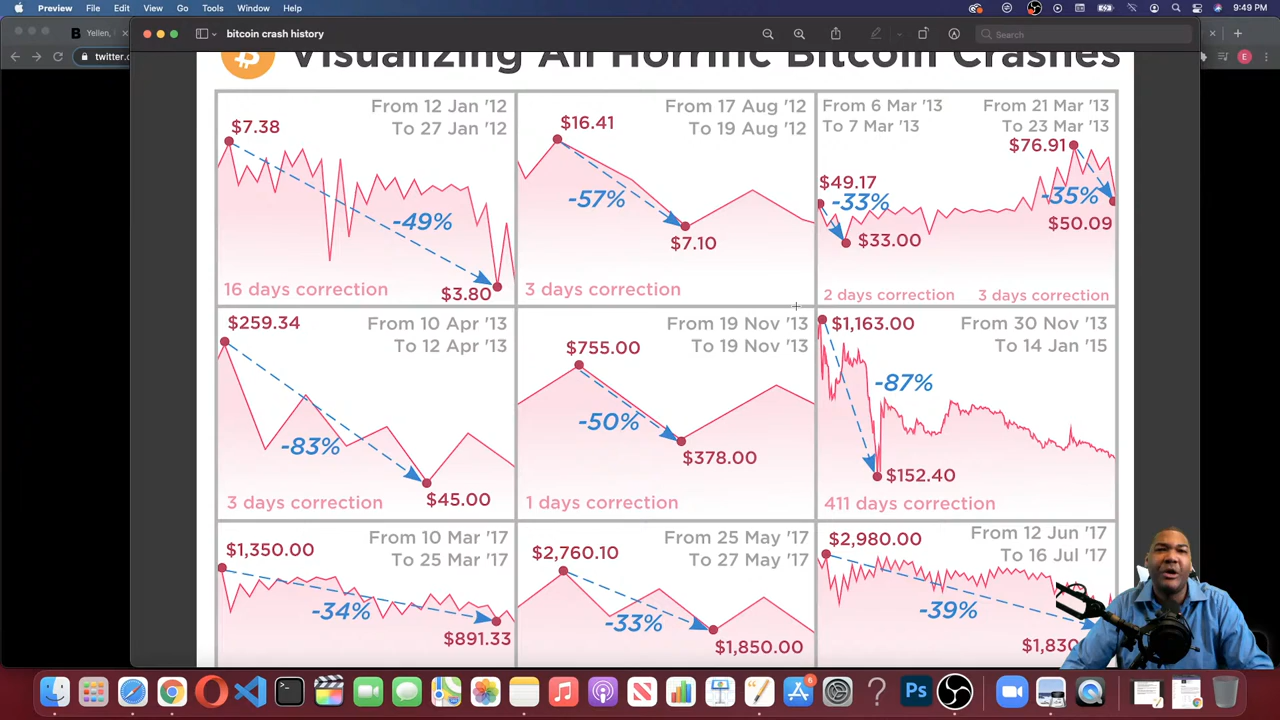 Preview File Edit View Go Tools Window Help 9:49 PM
bitcoin crash history
Search
Yellen,
twitter.c
E
Visualizing All Horrific Bitcoin Crashes
From 12 Jan '12
To 27 Jan '12
$7.38
-49%
$3.80
16 days correction
From 17 Aug '12
To 19 Aug '12
$16.41
-57%
$7.10
3 days correction
From 6 Mar '13
To 7 Mar '13
$49.17
-33%
$33.00
2 days correction
From 21 Mar '13
To 23 Mar '13
$76.91
-35%
$50.09
3 days correction
From 10 Apr '13
To 12 Apr '13
$259.34
-83%
$45.00
3 days correction
From 19 Nov '13
To 19 Nov '13
$755.00
-50%
$378.00
1 days correction
From 30 Nov '13
To 14 Jan '15
$1,163.00
-87%
$152.40
411 days correction
From 10 Mar '17
To 25 Mar '17
$1,350.00
-34%
$891.33
From 25 May '17
To 27 May '17
$2,760.10
-33%
$1,850.00
From 12 Jun '17
To 16 Jul '17
$2,980.00
-39%
$1,830
Ps
6